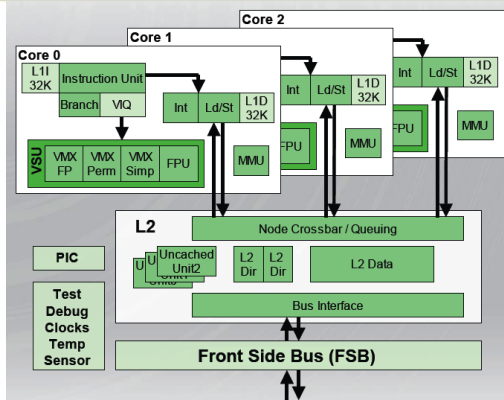 Core 2
Core 1
Core 0
L1I
32K
Instruction Unit
Branch
VIQ
Int
Ld/St
L1D
32K
VSU
VMX
FP
VMX
Perm
VMX
Simp
FPU
MMU
Int
Ld/St
L1D
32K
FPU
MMU
Int
Ld/St
L1D
32K
FPU
MMU
L2
Node Crossbar / Queuing
Uncached
Unit2
L2
Dir
L2
Dir
L2 Data
Bus Interface
PIC
Test
Debug
Clocks
Temp
Sensor
Front Side Bus (FSB)